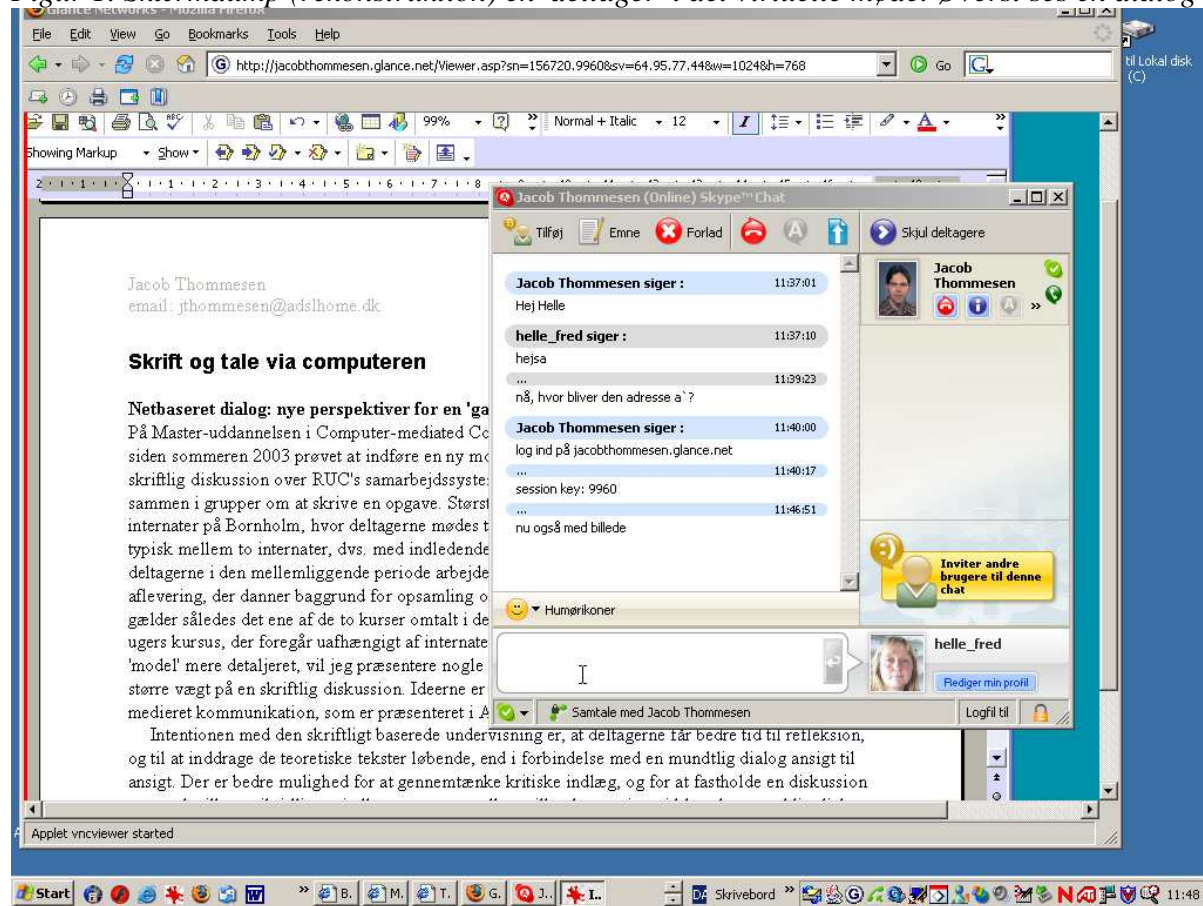 Glance Networks - Mozilla Firefox
File Edit View Go Bookmarks Tools Help
http://jacobthommesen.glance.net/Viewer.asp?sn=156720.9960&sv=64.95.77.44&w=1024&h=768
Go
til Lokal disk
(C)
99%
Normal + Italic
12
Showing Markup
Show
Jacob Thommesen (Online) Skype™ Chat
Tilføj Emne Forlad
Skjul deltagere
Jacob Thommesen siger : 11:37:01
Hej Helle
helle_fred siger : 11:37:10
hejsa
... 11:39:23
nå, hvor bliver den adresse a`?
Jacob Thommesen siger : 11:40:00
log ind på jacobthommesen.glance.net
... 11:40:17
session key: 9960
... 11:46:51
nu også med billede
Humørikoner
Jacob
Thommesen
Inviter andre
brugere til denne
chat
helle_fred
Rediger min profil
Samtale med Jacob Thommesen
Logfil til
Jacob Thommesen
email: jthommesen@adslhome.dk
Skrift og tale via computeren
Netbaseret dialog: nye perspektiver for en 'ga
På Master-uddannelsen i Computer-mediated Co
siden sommeren 2003 prøvet at indføre en ny mo
skriftlig diskussion over RUC's samarbejdssyste
sammen i grupper om at skrive en opgave. Størst
internater på Bornholm, hvor deltagerne mødes t
typisk mellem to internater, dvs. med indledende
deltagerne i den mellemliggende periode arbejde
aflevering, der danner baggrund for opsamling o
gælder således det ene af de to kurser omtalt i de
ugers kursus, der foregår uafhængigt af internate
'model' mere detaljeret, vil jeg præsentere nogle
større vægt på en skriftlig diskussion. Ideerne er
medieret kommunikation, som er præsenteret i A
Intentionen med den skriftligt baserede undervisning er, at deltagerne får bedre tid til refleksion,
og til at inddrage de teoretiske tekster løbende, end i forbindelse med en mundtlig dialog ansigt til
ansigt. Der er bedre mulighed for at gennemtænke kritiske indlæg, og for at fastholde en diskussion
Applet vncviewer started
Start
B. M. T. G. J.. I..
DA Skrivebord
11:48